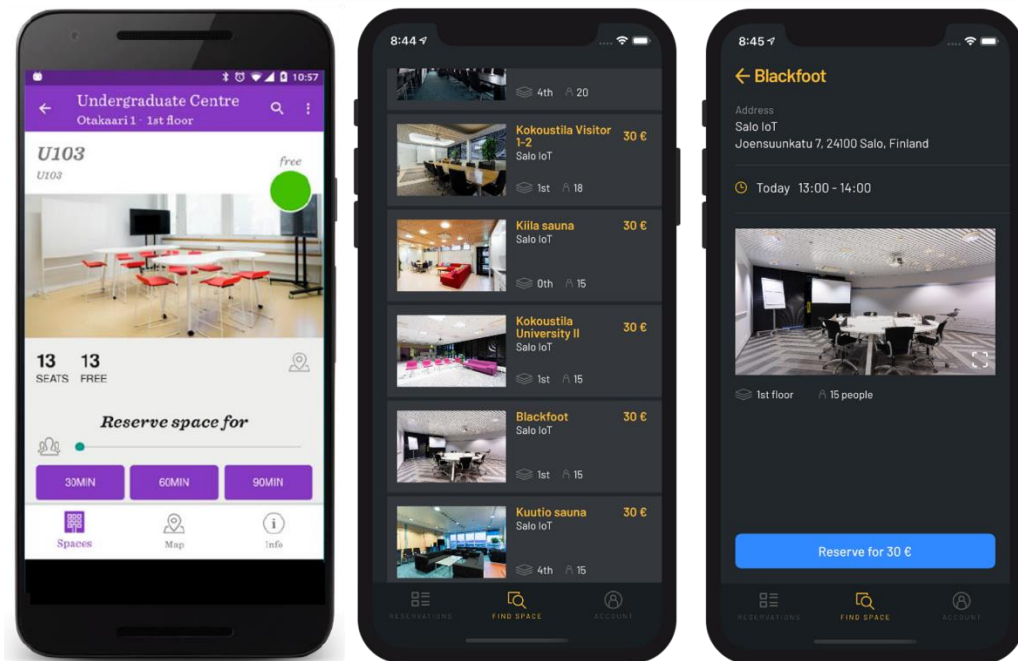 10:57
Undergraduate Centre
Otakaari 1 · 1st floor
U103
U103
free
13 13
SEATS FREE
Reserve space for
30MIN 60MIN 90MIN
Spaces Map Info
8:44
4th 20
Kokoustila Visitor 30 €
1-2
Salo IoT
1st 18
Kiila sauna 30 €
Salo IoT
0th 15
Kokoustila 30 €
University II
Salo IoT
1st 15
Blackfoot 30 €
Salo IoT
1st 15
Kuutio sauna 30 €
Salo IoT
4th 15
RESERVATIONS FIND SPACE ACCOUNT
8:45
Blackfoot
Address
Salo IoT
Joensuunkatu 7, 24100 Salo, Finland
Today 13:00 - 14:00
1st floor 15 people
Reserve for 30 €
RESERVATIONS FIND SPACE ACCOUNT